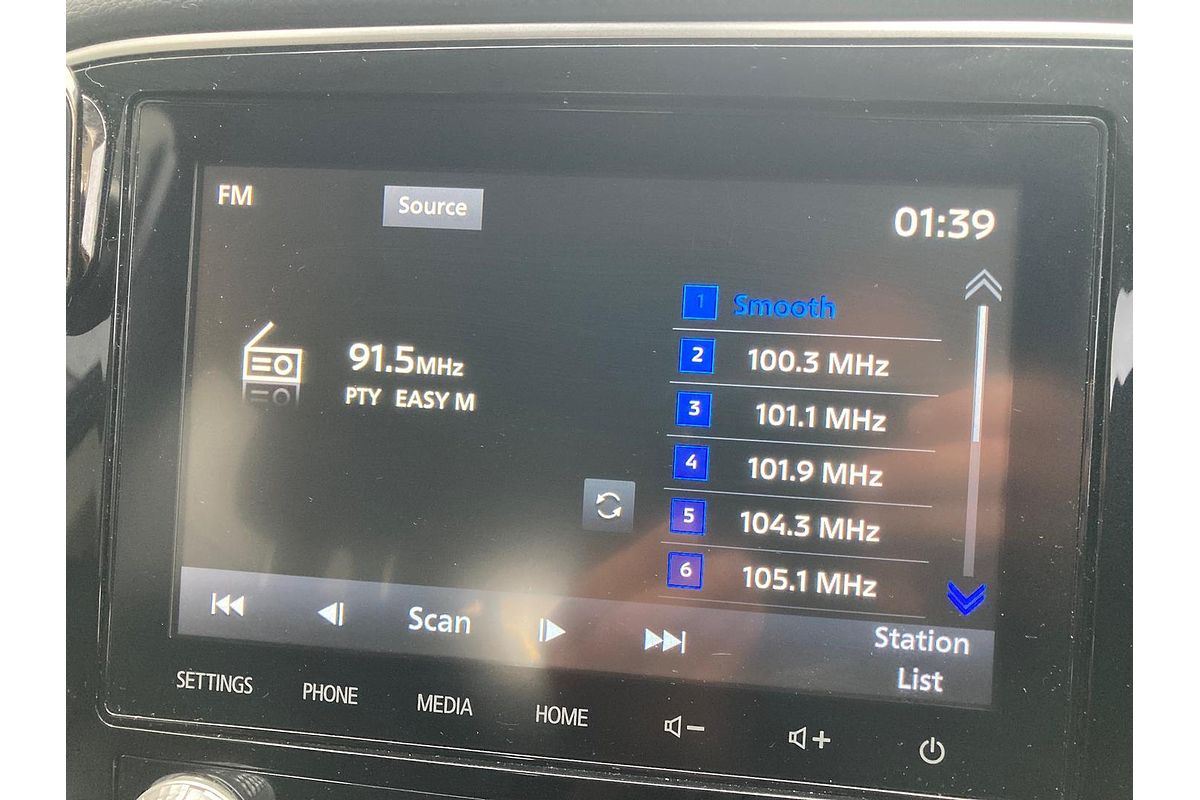 FM
Source
01:39
1 Smooth
91.5MHz
PTY EASY M
2 100.3 MHz
3 101.1 MHz
4 101.9 MHz
5 104.3 MHz
6 105.1 MHz
Scan
Station
List
SETTINGS PHONE MEDIA HOME